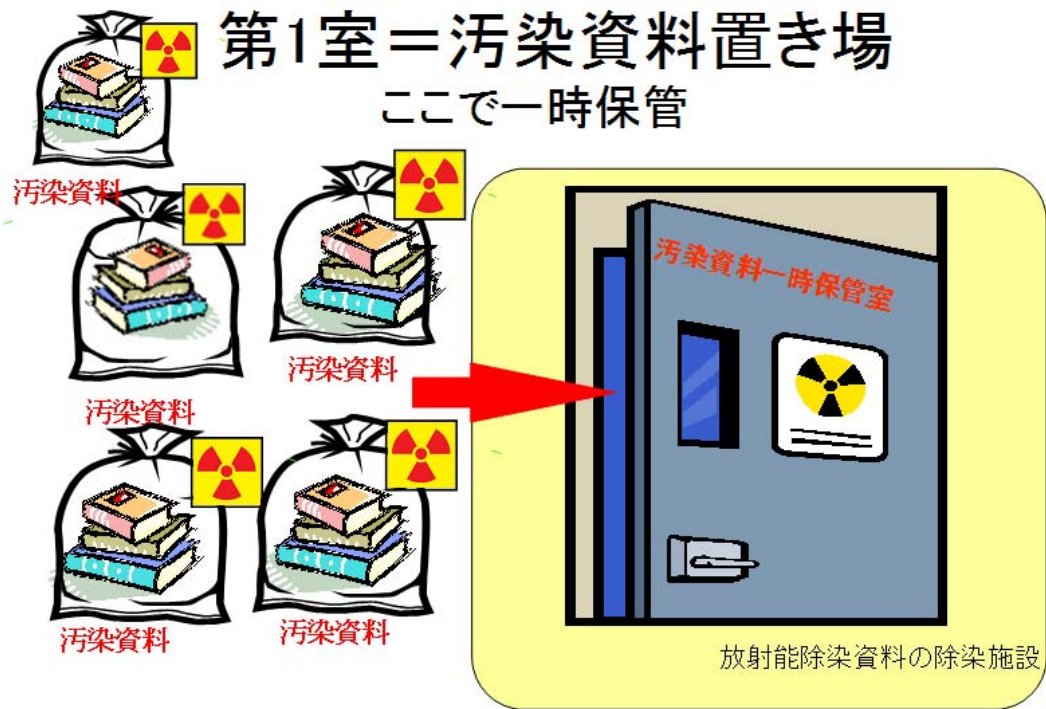 第1室＝汚染資料置き場
ここで一時保管
汚染資料
汚染資料
汚染資料
汚染資料
汚染資料
汚染資料一時保管室
放射能除染資料の除染施設